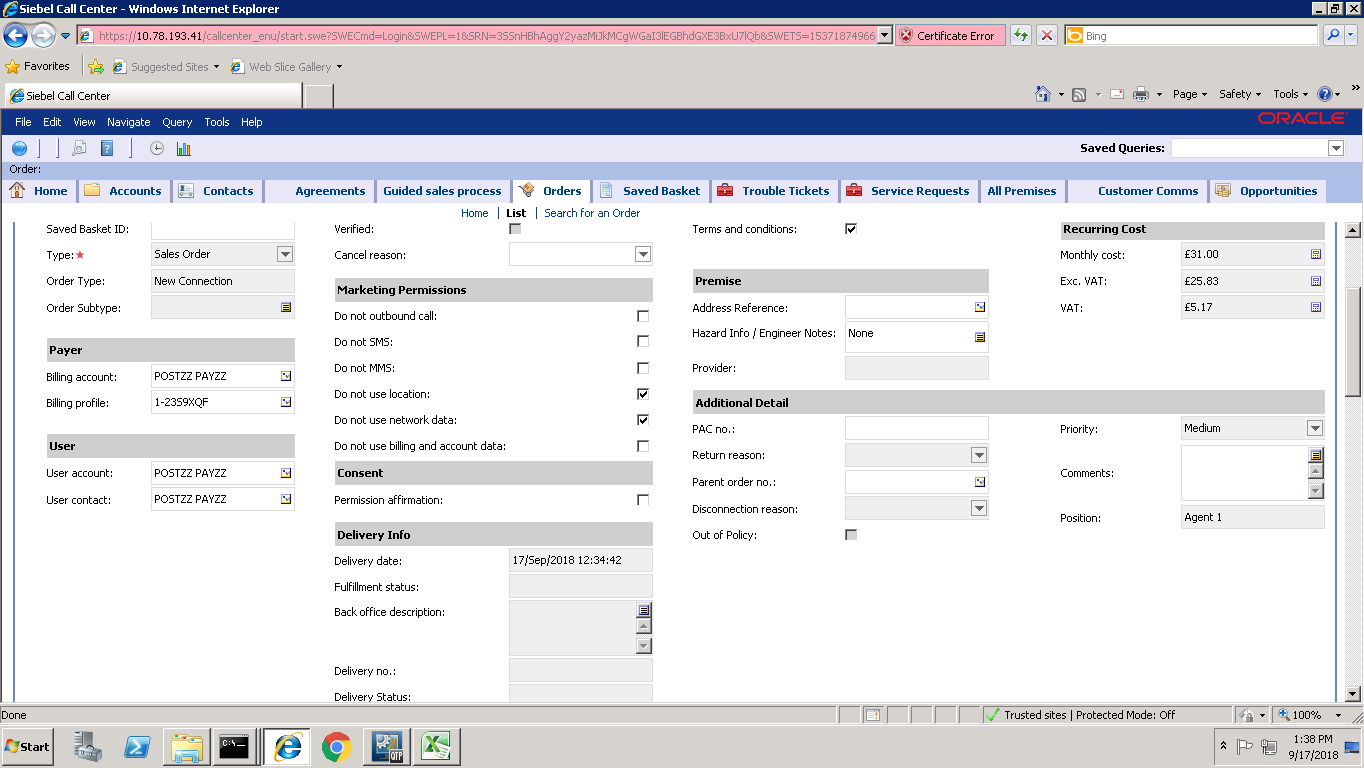 Siebel Call Center - Windows Internet Explorer
https://10.78.193.41/callcenter_enu/start.swe?SWECmd=Login&SWEPL=1&SRN=3SSnHBhAggY2yazMiJkMCgWGaI3lEGBhdGXE3BxU7lQb&SWETS=15371874966
Certificate Error
Bing
Favorites
Suggested Sites
Web Slice Gallery
Siebel Call Center
Page
Safety
Tools
File Edit View Navigate Query Tools Help
ORACLE
Saved Queries:
Order:
Home
Accounts
Contacts
Agreements
Guided sales process
Orders
Saved Basket
Trouble Tickets
Service Requests
All Premises
Customer Comms
Opportunities
Home | List | Search for an Order
Saved Basket ID:
Type:★ Sales Order
Order Type: New Connection
Order Subtype:
Payer
Billing account: POSTZZ PAYZZ
Billing profile: 1-23S9XQF
User
User account: POSTZZ PAYZZ
User contact: POSTZZ PAYZZ
Verified:
Cancel reason:
Marketing Permissions
Do not outbound call:
Do not SMS:
Do not MMS:
Do not use location:
Do not use network data:
Do not use billing and account data:
Consent
Permission affirmation:
Delivery Info
Delivery date: 17/Sep/2018 12:34:42
Fulfillment status:
Back office description:
Delivery no.:
Delivery Status:
Terms and conditions:
Premise
Address Reference:
Hazard Info / Engineer Notes: None
Provider:
Recurring Cost
Monthly cost: £31.00
Exc. VAT: £25.83
VAT: £5.17
Additional Detail
PAC no.:
Return reason:
Parent order no.:
Disconnection reason:
Out of Policy:
Priority: Medium
Comments:
Position: Agent 1
Done
Trusted sites | Protected Mode: Off
100%
Start
C:\.
QTP
1:38 PM
9/17/2018